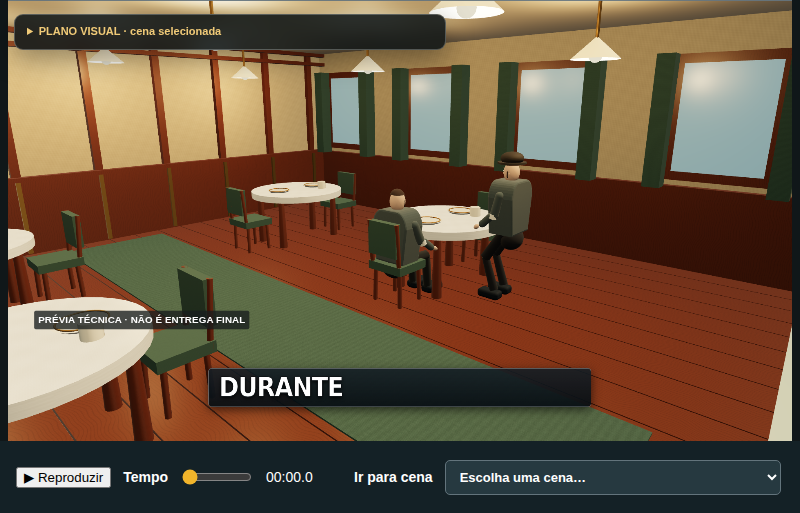 ▶ PLANO VISUAL · cena selecionada
PRÉVIA TÉCNICA · NÃO É ENTREGA FINAL
DURANTE
▶ Reproduzir Tempo 00:00.0 Ir para cena Escolha uma cena…